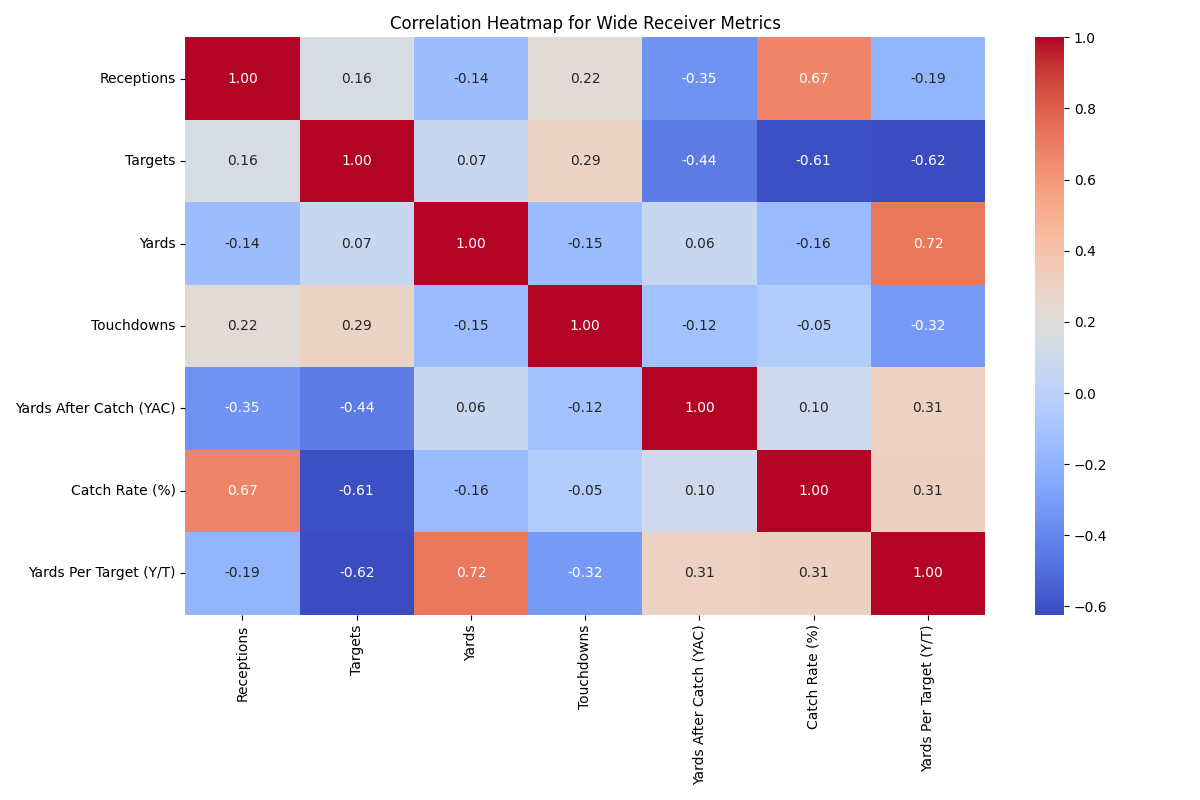 Correlation Heatmap for Wide Receiver Metrics
Receptions 1.00 0.16 -0.14 0.22 -0.35 0.67 -0.19
Targets 0.16 1.00 0.07 0.29 -0.44 -0.61 -0.62
Yards -0.14 0.07 1.00 -0.15 0.06 -0.16 0.72
Touchdowns 0.22 0.29 -0.15 1.00 -0.12 -0.05 -0.32
Yards After Catch (YAC) -0.35 -0.44 0.06 -0.12 1.00 0.10 0.31
Catch Rate (%) 0.67 -0.61 -0.16 -0.05 0.10 1.00 0.31
Yards Per Target (Y/T) -0.19 -0.62 0.72 -0.32 0.31 0.31 1.00
Receptions
Targets
Yards
Touchdowns
Yards After Catch (YAC)
Catch Rate (%)
Yards Per Target (Y/T)
1.0
0.8
0.6
0.4
0.2
0.0
−0.2
−0.4
−0.6